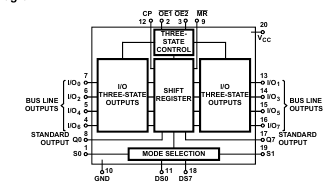 CP OE1 OE2 MR
12 2 3 9
20
VCC
THREE-
STATE
CONTROL
7 I/O0
6 I/O2
5 I/O4
4 I/O6
BUS LINE
OUTPUTS
I/O
THREE-STATE
OUTPUTS
SHIFT
REGISTER
I/O
THREE-STATE
OUTPUTS
13 I/O1
14 I/O3
15 I/O5
16 I/O7
BUS LINE
OUTPUTS
STANDARD
OUTPUT
8
Q0
17
Q7
STANDARD
OUTPUT
1
S0
MODE SELECTION
19
S1
10
GND
11
DS0
18
DS7